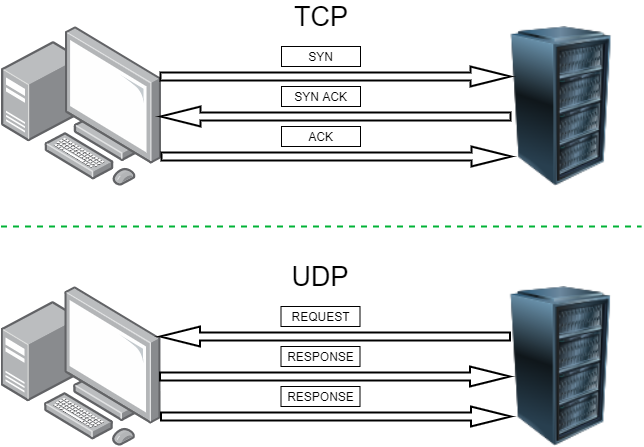 TCP
SYN
SYN ACK
ACK
UDP
REQUEST
RESPONSE
RESPONSE